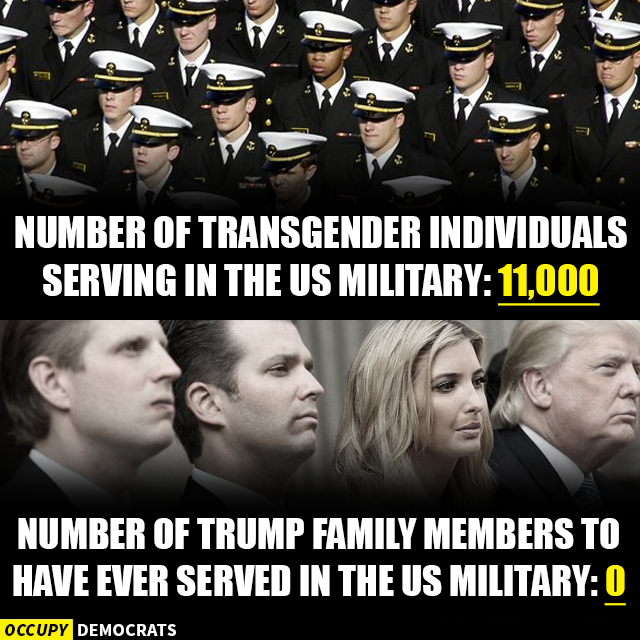 NUMBER OF TRANSGENDER INDIVIDUALS
SERVING IN THE US MILITARY: 11,000
NUMBER OF TRUMP FAMILY MEMBERS TO
HAVE EVER SERVED IN THE US MILITARY: 0
OCCUPY DEMOCRATS